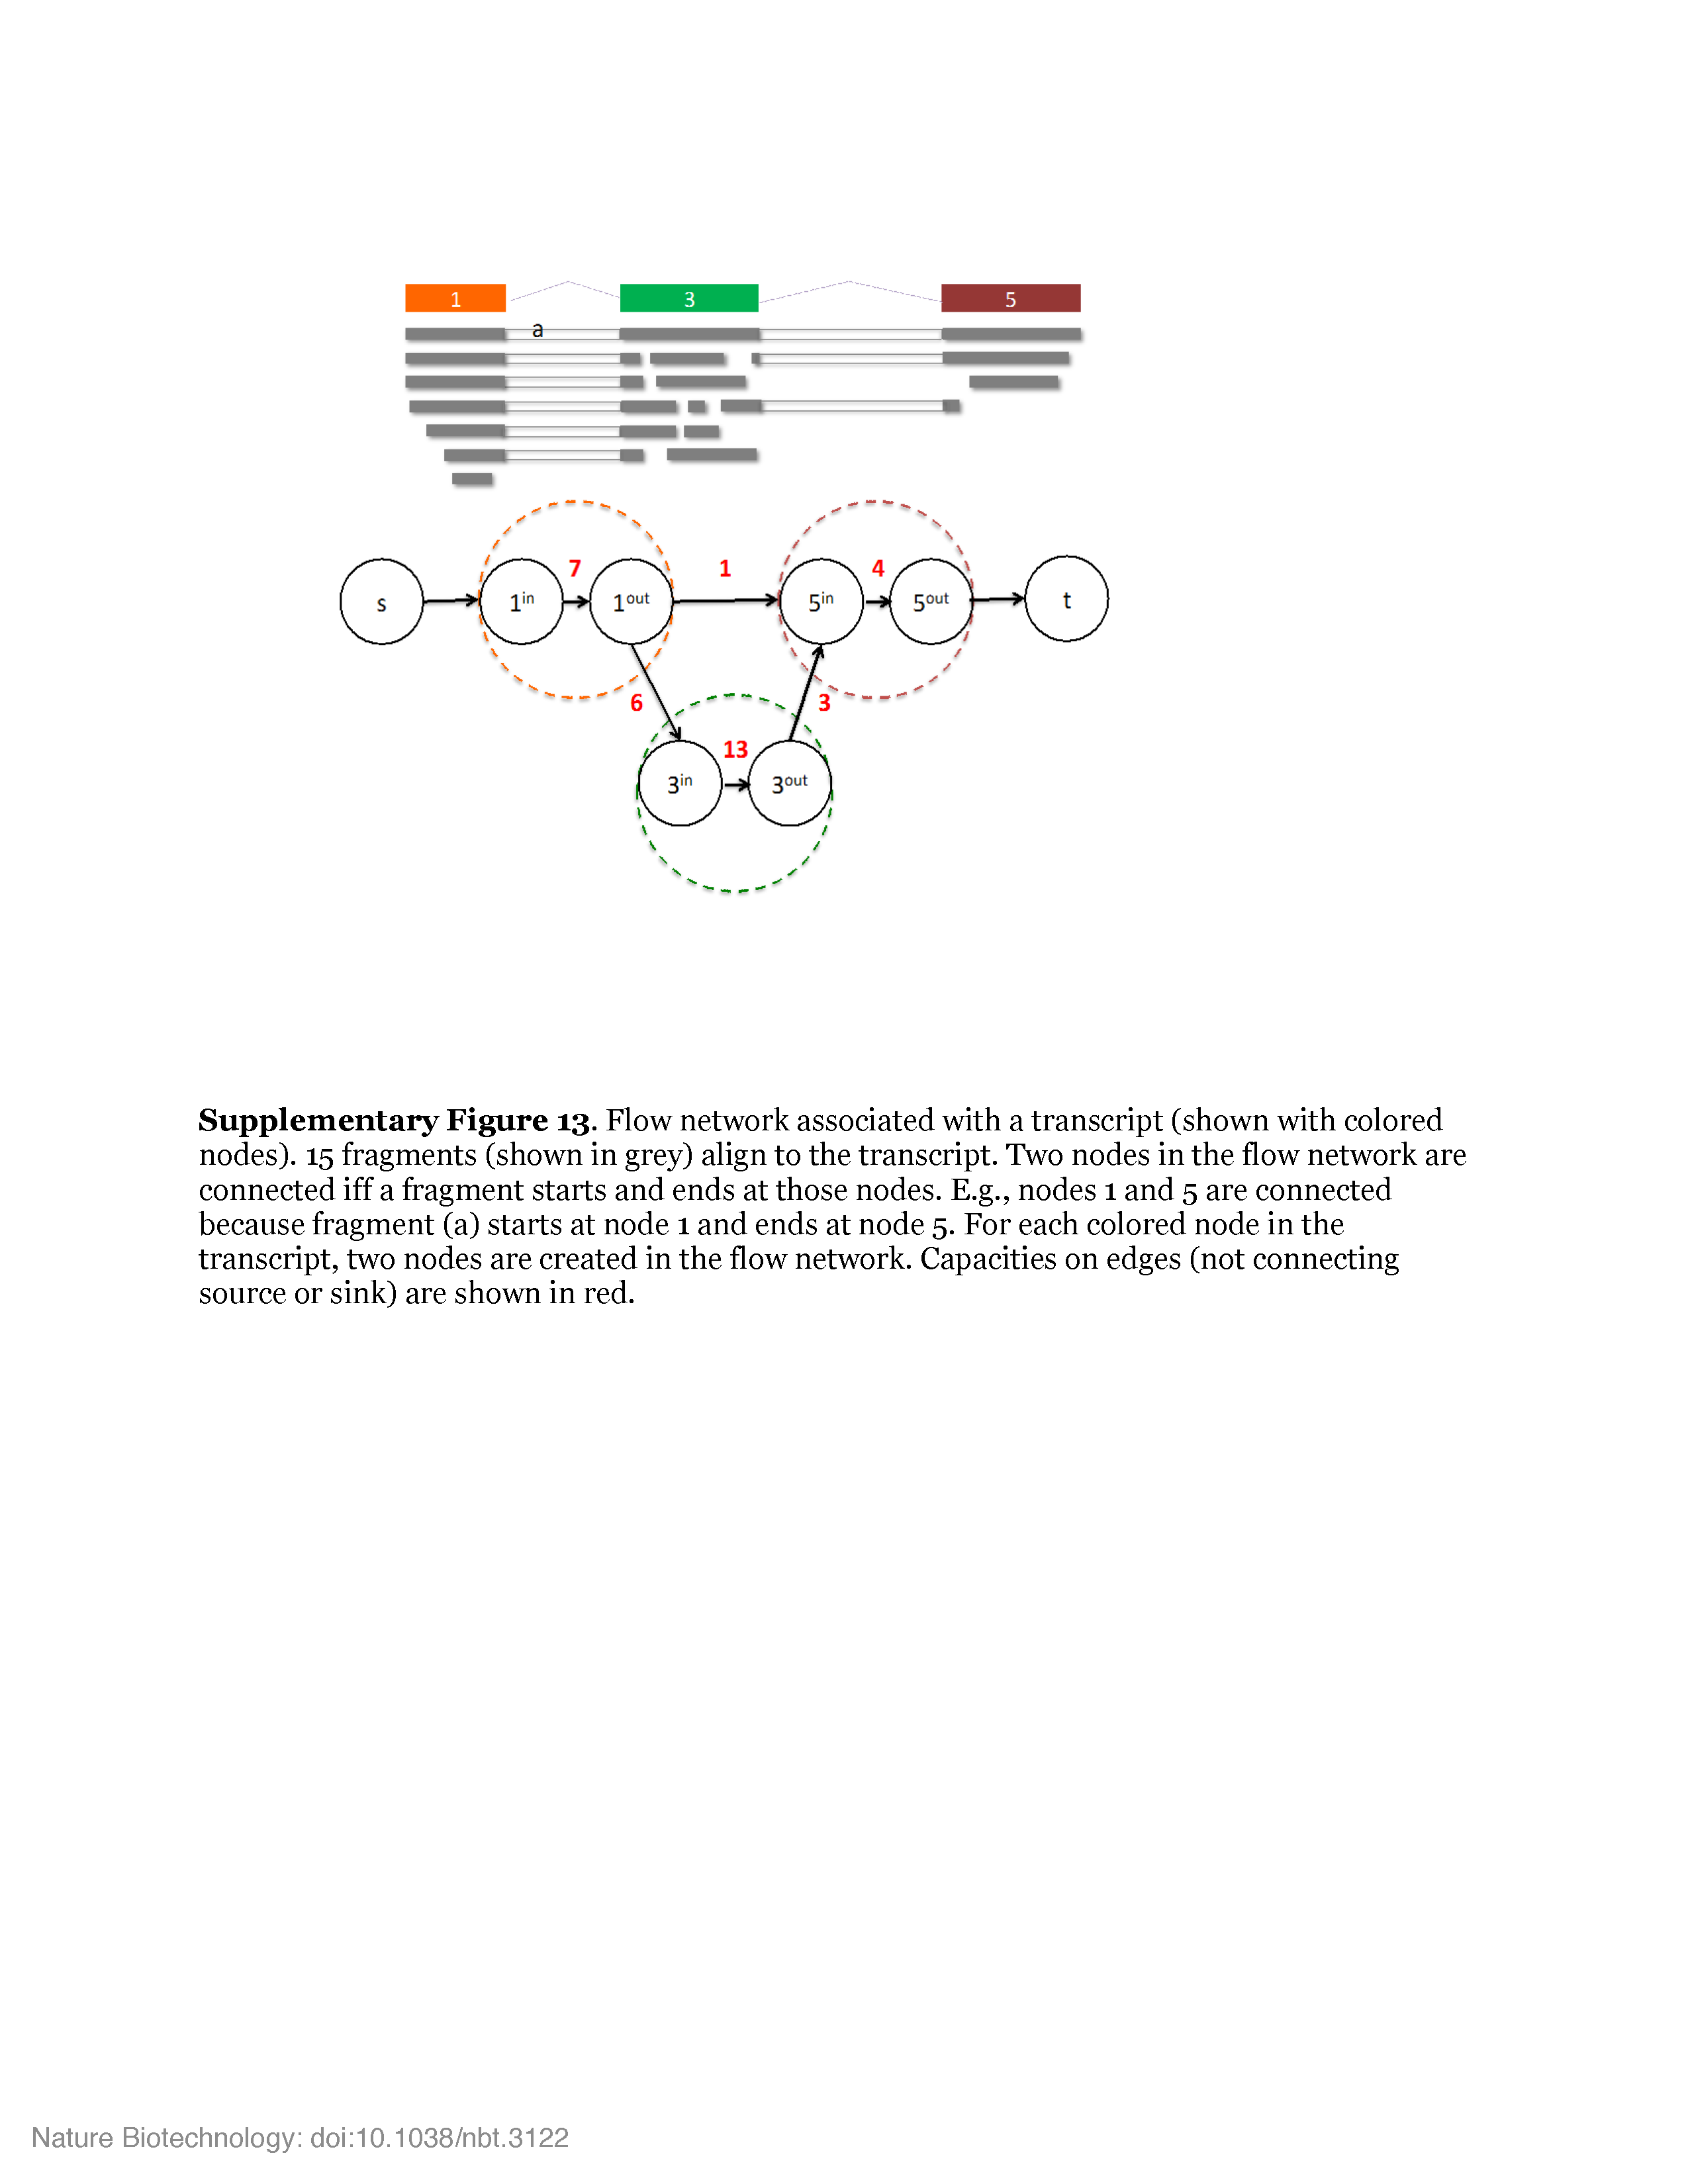 1 3 5
a
7 1 4
s 1in 1out 5in 5out t
6 3
13
3in 3out
Supplementary Figure 13. Flow network associated with a transcript (shown with colored
nodes). 15 fragments (shown in grey) align to the transcript. Two nodes in the flow network are
connected iff a fragment starts and ends at those nodes. E.g., nodes 1 and 5 are connected
because fragment (a) starts at node 1 and ends at node 5. For each colored node in the
transcript, two nodes are created in the flow network. Capacities on edges (not connecting
source or sink) are shown in red.
Nature Biotechnology: doi:10.1038/nbt.3122